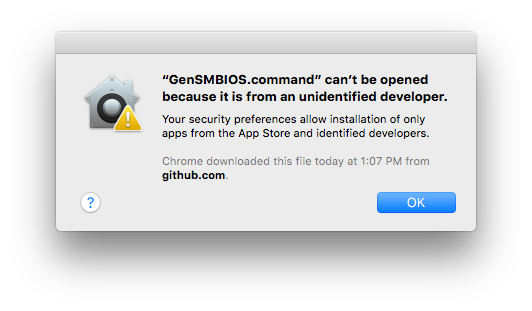 “GenSMBIOS.command” can’t be opened
because it is from an unidentified developer.
Your security preferences allow installation of only
apps from the App Store and identified developers.
Chrome downloaded this file today at 1:07 PM from
github.com.
?
OK